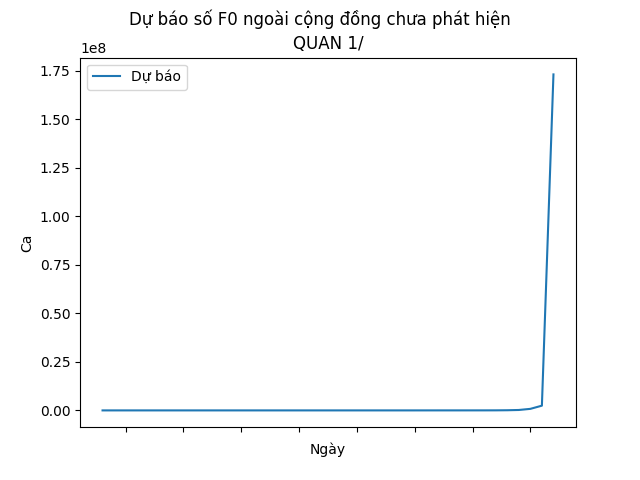 Dự báo số F0 ngoài cộng đồng chưa phát hiện
QUAN 1/
1e8
1.75
1.50
1.25
1.00
0.75
0.50
0.25
0.00
Dự báo
Ca
Ngày